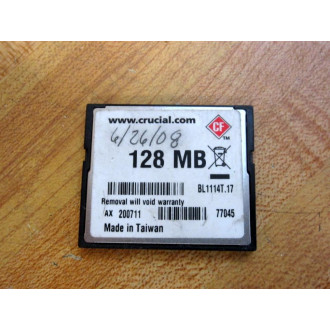 www.crucial.com
CF
TM
6/26/08
128 MB
BL1114T.17
Removal will void warranty
AX 200711 77045
Made in Taiwan